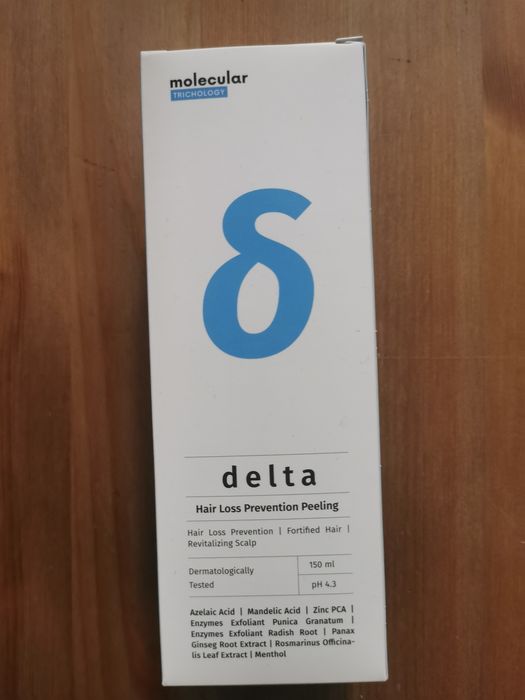 molecular
TRICHOLOGY
δ
delta
Hair Loss Prevention Peeling
Hair Loss Prevention | Fortified Hair |
Revitalizing Scalp
Dermatologically
Tested
150 ml
pH 4.3
Azelaic Acid | Mandelic Acid | Zinc PCA |
Enzymes Exfoliant Punica Granatum |
Enzymes Exfoliant Radish Root | Panax
Ginseg Root Extract | Rosmarinus Officina-
lis Leaf Extract | Menthol